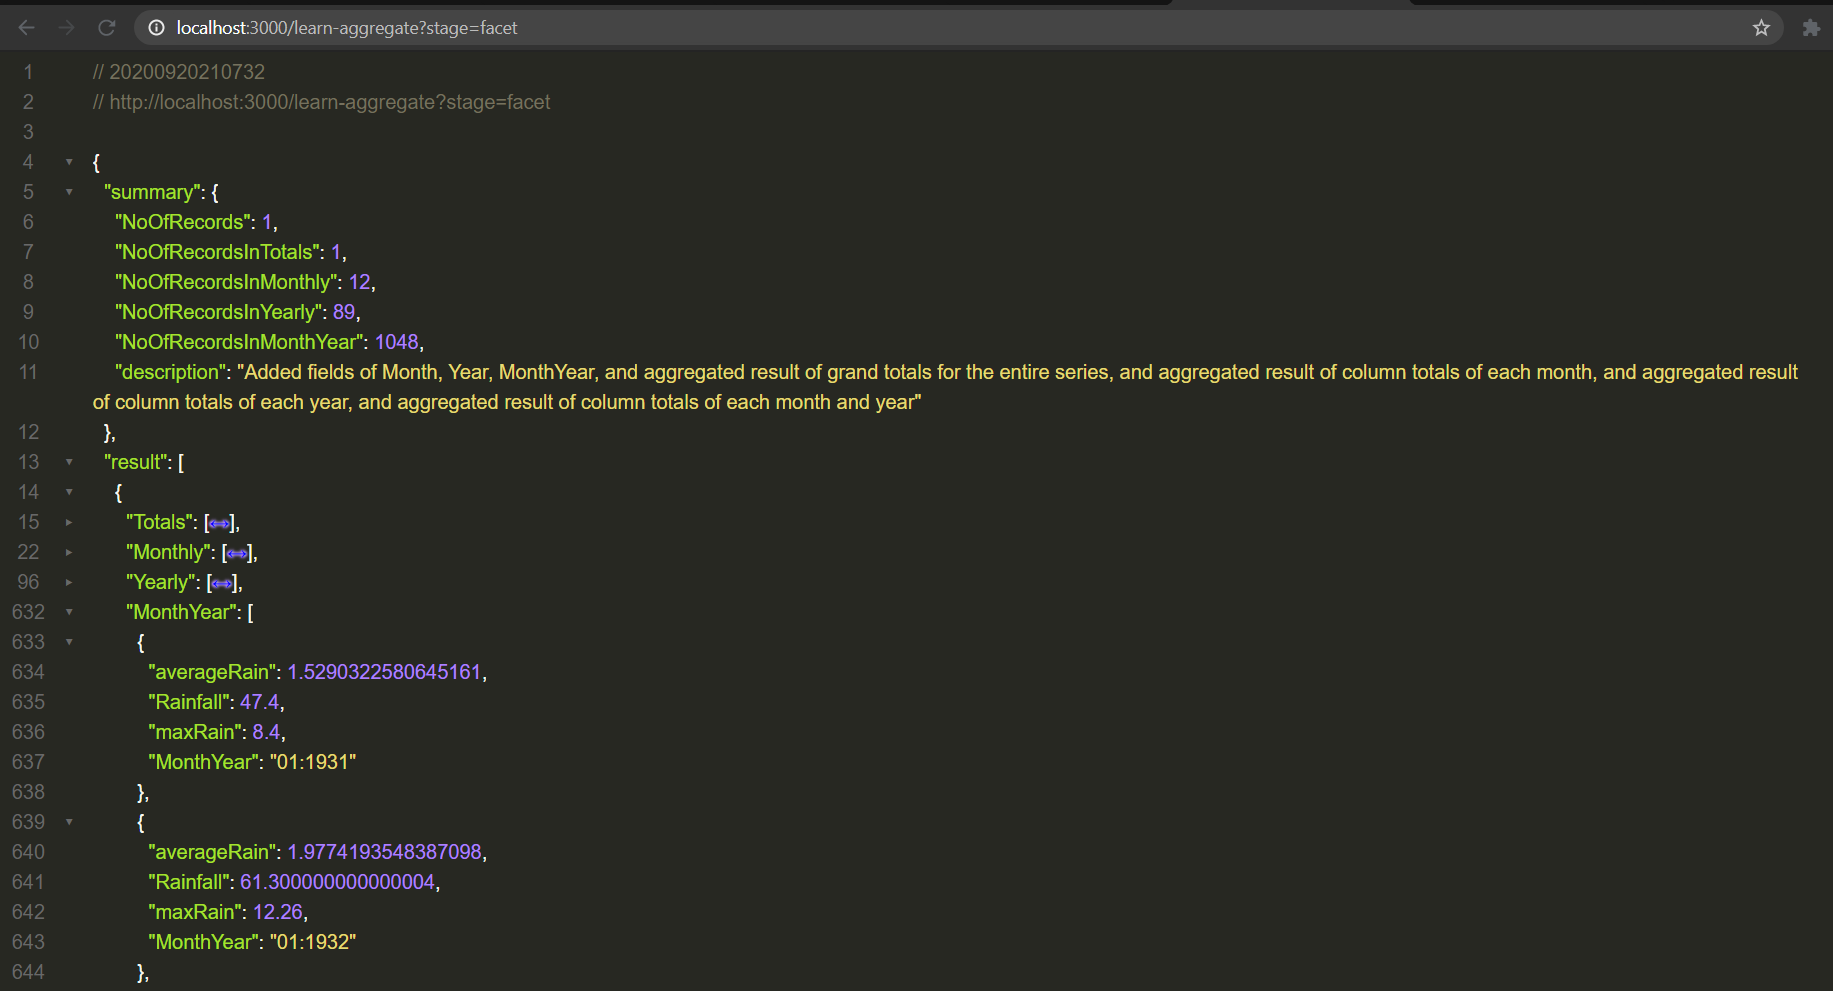 localhost:3000/learn-aggregate?stage=facet
1 // 20200920210732
2 // http://localhost:3000/learn-aggregate?stage=facet
3
4 {
5 "summary": {
6 "NoOfRecords": 1,
7 "NoOfRecordsInTotals": 1,
8 "NoOfRecordsInMonthly": 12,
9 "NoOfRecordsInYearly": 89,
10 "NoOfRecordsInMonthYear": 1048,
11 "description": "Added fields of Month, Year, MonthYear, and aggregated result of grand totals for the entire series, and aggregated result of column totals of each month, and aggregated result
of column totals of each year, and aggregated result of column totals of each month and year"
12 },
13 "result": [
14 {
15 "Totals": [↔],
22 "Monthly": [↔],
96 "Yearly": [↔],
632 "MonthYear": [
633 {
634 "averageRain": 1.5290322580645161,
635 "Rainfall": 47.4,
636 "maxRain": 8.4,
637 "MonthYear": "01:1931"
638 },
639 {
640 "averageRain": 1.9774193548387098,
641 "Rainfall": 61.300000000000004,
642 "maxRain": 12.26,
643 "MonthYear": "01:1932"
644 },